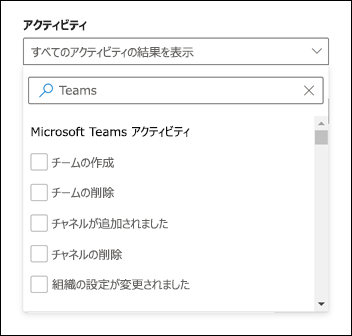 アクティビティ
すべてのアクティビティの結果を表示
Teams
Microsoft Teams アクティビティ
チームの作成
チームの削除
チャネルが追加されました
チャネルの削除
組織の設定が変更されました